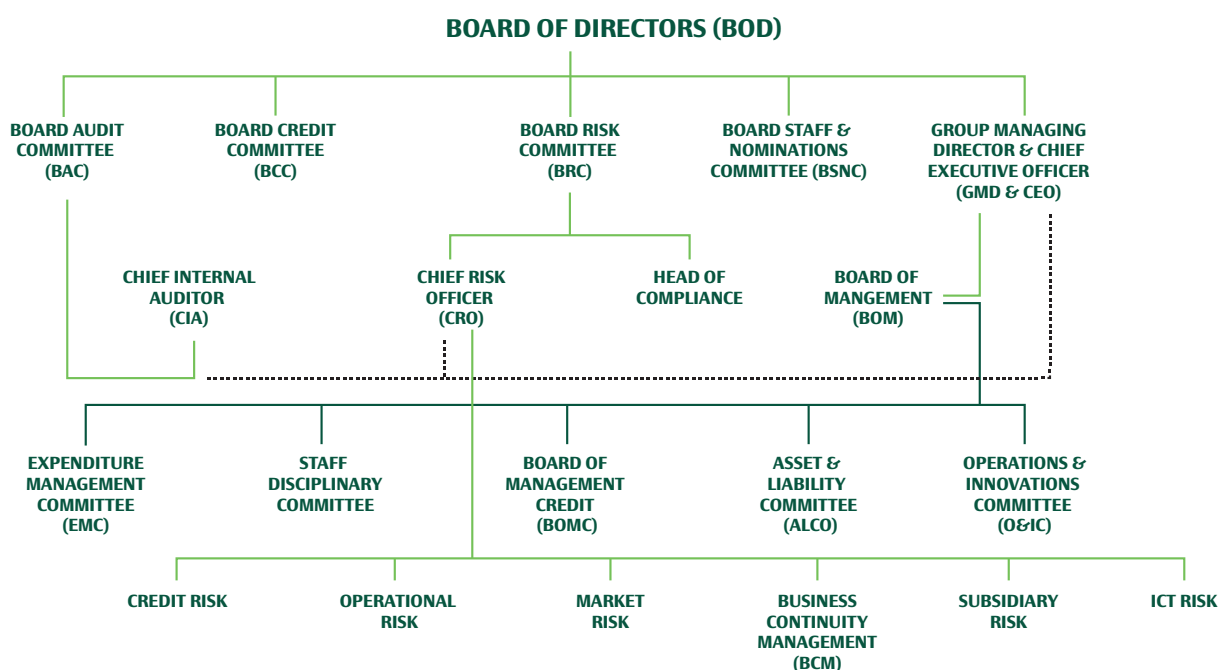 BOARD OF DIRECTORS (BOD)
BOARD AUDIT
COMMITTEE
(BAC)
BOARD CREDIT
COMMITTEE
(BCC)
BOARD RISK
COMMITTEE
(BRC)
BOARD STAFF &
NOMINATIONS
COMMITTEE (BSNC)
GROUP MANAGING
DIRECTOR & CHIEF
EXECUTIVE OFFICER
(GMD & CEO)
CHIEF INTERNAL
AUDITOR
(CIA)
CHIEF RISK
OFFICER
(CRO)
HEAD OF
COMPLIANCE
BOARD OF
MANGEMENT
(BOM)
EXPENDITURE
MANAGEMENT
COMMITTEE
(EMC)
STAFF
DISCIPLINARY
COMMITTEE
BOARD OF
MANAGEMENT
CREDIT
(BOMC)
ASSET &
LIABILITY
COMMITTEE
(ALCO)
OPERATIONS &
INNOVATIONS
COMMITTEE
(O&IC)
CREDIT RISK
OPERATIONAL
RISK
MARKET
RISK
BUSINESS
CONTINUITY
MANAGEMENT
(BCM)
SUBSIDIARY
RISK
ICT RISK